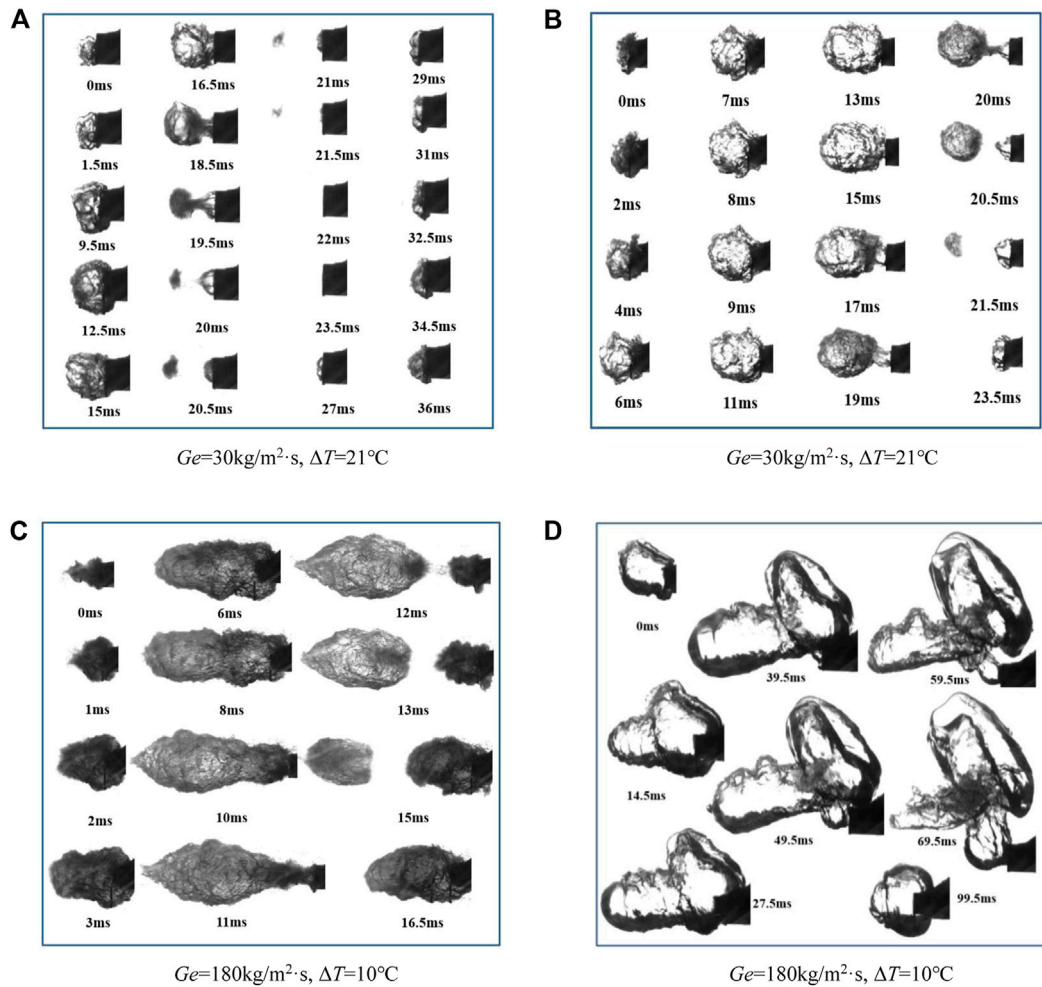 A
0ms
16.5ms
21ms
29ms
1.5ms
18.5ms
21.5ms
31ms
9.5ms
19.5ms
22ms
32.5ms
12.5ms
20ms
23.5ms
34.5ms
15ms
20.5ms
27ms
36ms
Ge=30kg/m²·s, ΔT=21°C
B
0ms
7ms
13ms
20ms
2ms
8ms
15ms
20.5ms
4ms
9ms
17ms
21.5ms
6ms
11ms
19ms
23.5ms
Ge=30kg/m²·s, ΔT=21°C
C
0ms
6ms
12ms
1ms
8ms
13ms
2ms
10ms
15ms
3ms
11ms
16.5ms
Ge=180kg/m²·s, ΔT=10°C
D
0ms
39.5ms
59.5ms
14.5ms
49.5ms
69.5ms
27.5ms
99.5ms
Ge=180kg/m²·s, ΔT=10°C